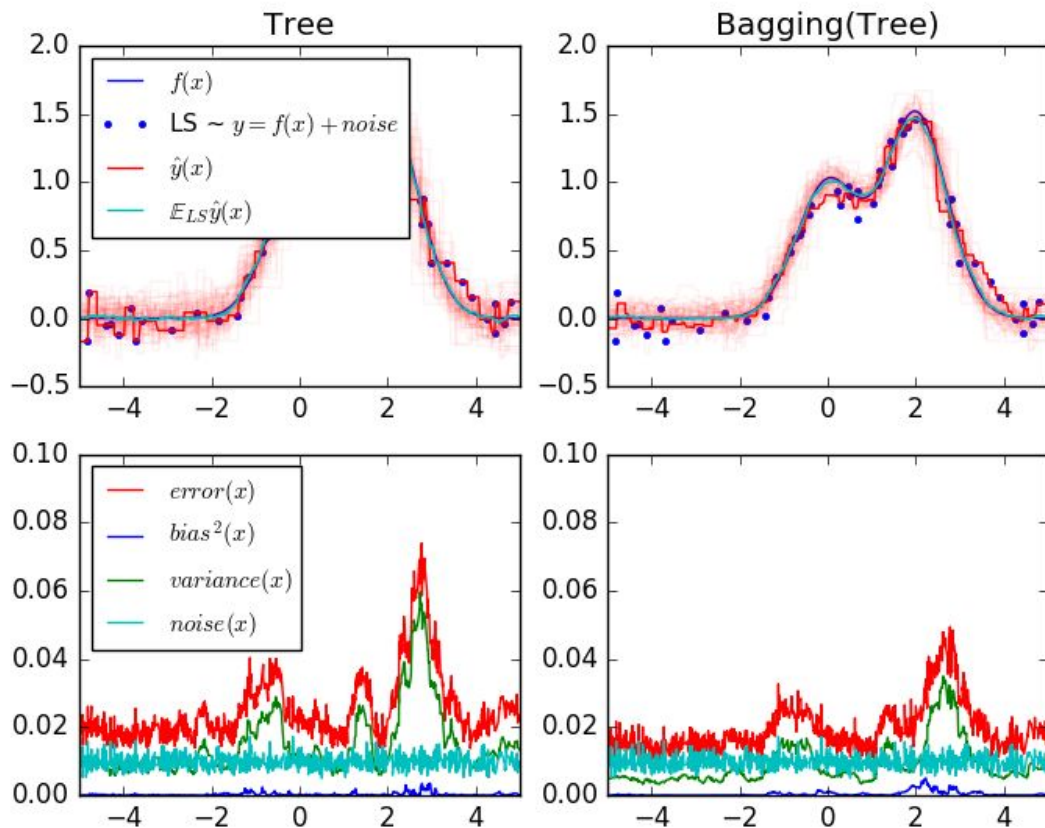 Tree
Bagging(Tree)
2.0
1.5
1.0
0.5
0.0
−0.5
f(x)
LS ∼ y = f(x) + noise
ŷ(x)
𝔼_{LS} ŷ(x)
−4 −2 0 2 4
−4 −2 0 2 4
2.0
1.5
1.0
0.5
0.0
−0.5
0.10
0.08
0.06
0.04
0.02
0.00
error(x)
bias²(x)
variance(x)
noise(x)
−4 −2 0 2 4
0.10
0.08
0.06
0.04
0.02
0.00
−4 −2 0 2 4